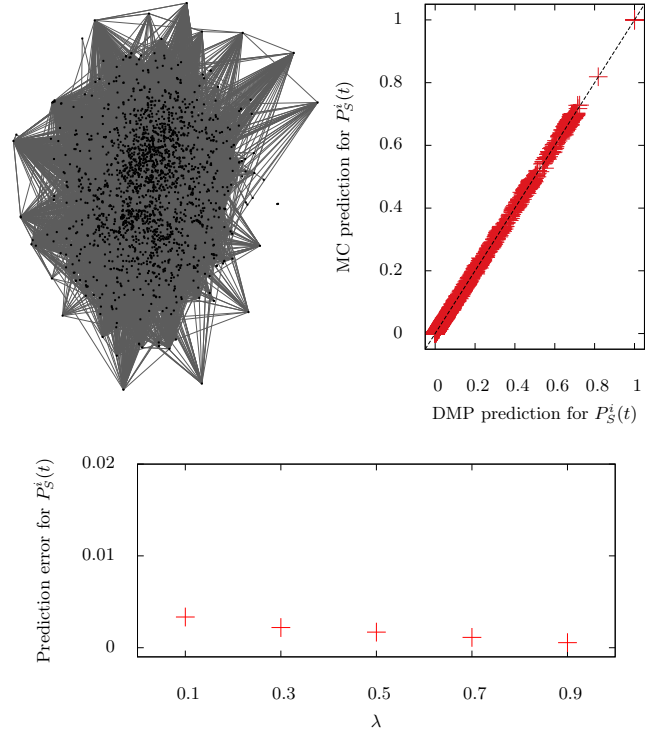 1
0.8
0.6
0.4
0.2
0
MC prediction for $P_S^i(t)$
0 0.2 0.4 0.6 0.8 1
DMP prediction for $P_S^i(t)$
0.02
0.01
0
Prediction error for $P_S^i(t)$
0.1 0.3 0.5 0.7 0.9
λ